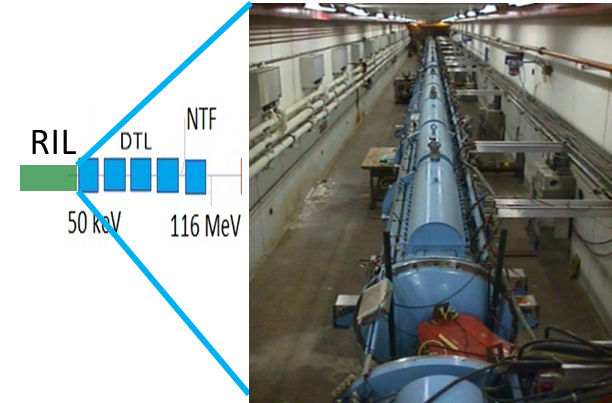 NTF
DTL
RIL
50 keV
116 MeV